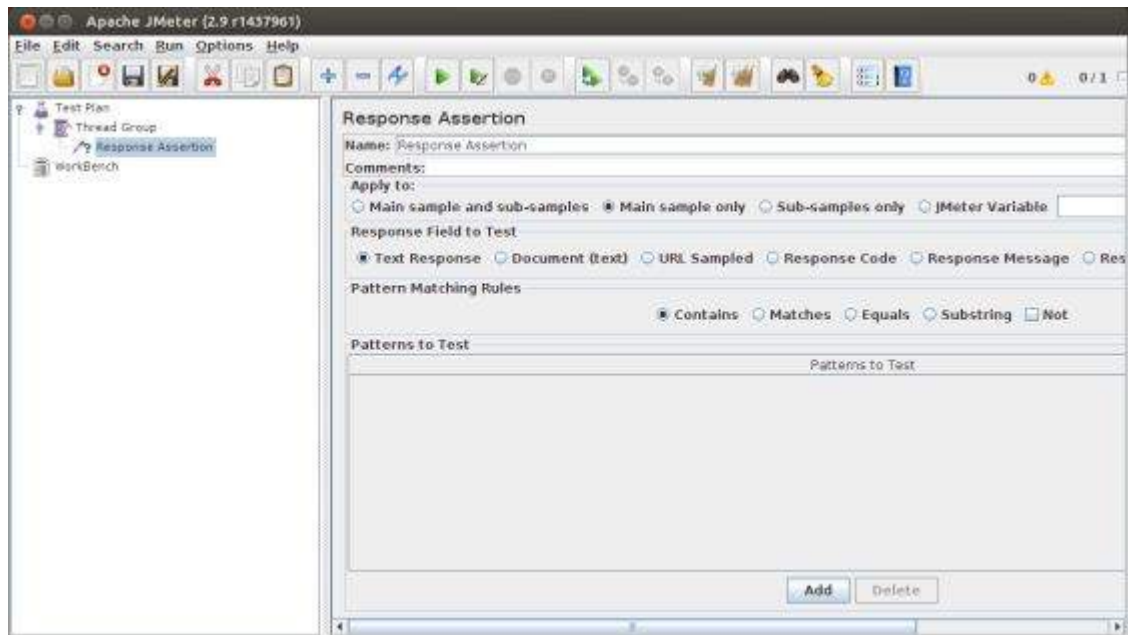 Apache JMeter (2.9 r1437961)
File Edit Search Run Options Help
0 0 / 1
Test Plan
Thread Group
Response Assertion
WorkBench
Response Assertion
Name: Response Assertion
Comments:
Apply to:
Main sample and sub-samples Main sample only Sub-samples only JMeter Variable
Response Field to Test
Text Response Document (text) URL Sampled Response Code Response Message Res
Pattern Matching Rules
Contains Matches Equals Substring Not
Patterns to Test
Patterns to Test
Add Delete